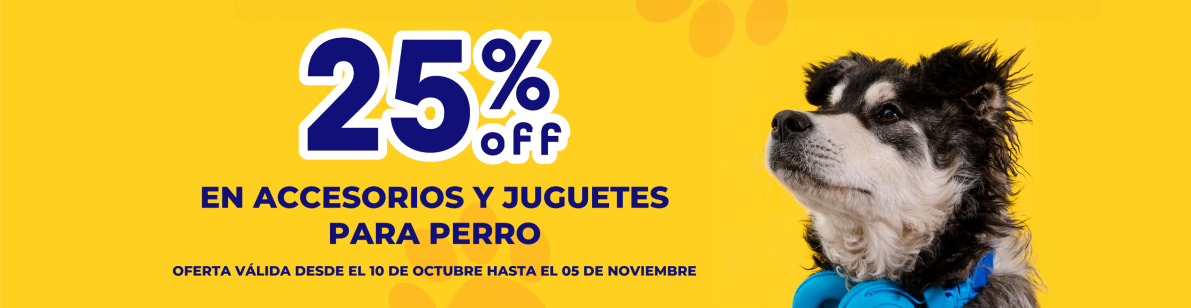 25% off
EN ACCESORIOS Y JUGUETES
PARA PERRO
OFERTA VÁLIDA DESDE EL 10 DE OCTUBRE HASTA EL 05 DE NOVIEMBRE